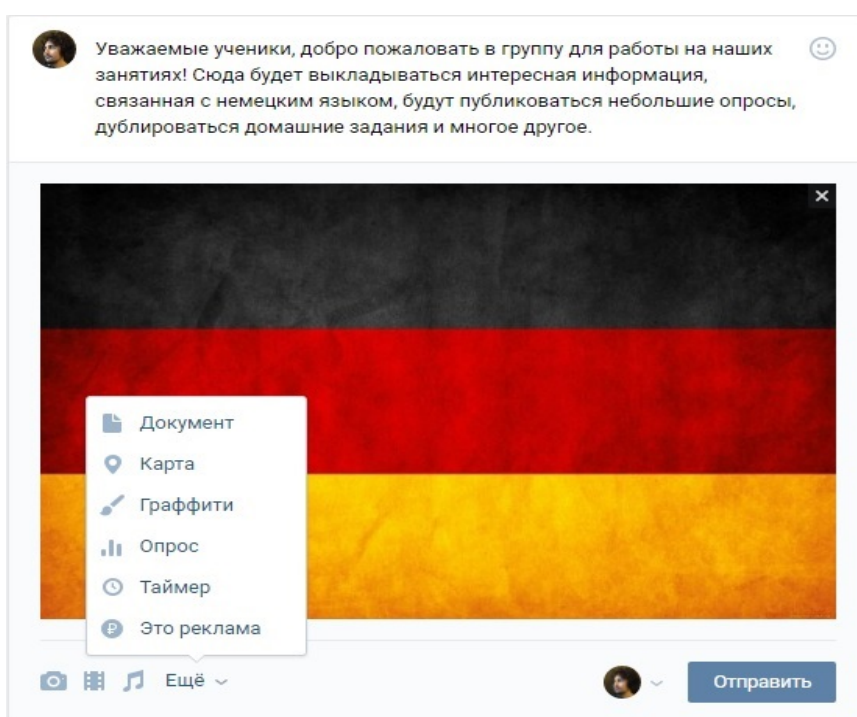 Уважаемые ученики, добро пожаловать в группу для работы на наших
занятиях! Сюда будет выкладываться интересная информация,
связанная с немецким языком, будут публиковаться небольшие опросы,
дублироваться домашние задания и многое другое.
Документ
Карта
Граффити
Опрос
Таймер
Это реклама
Ещё
Отправить